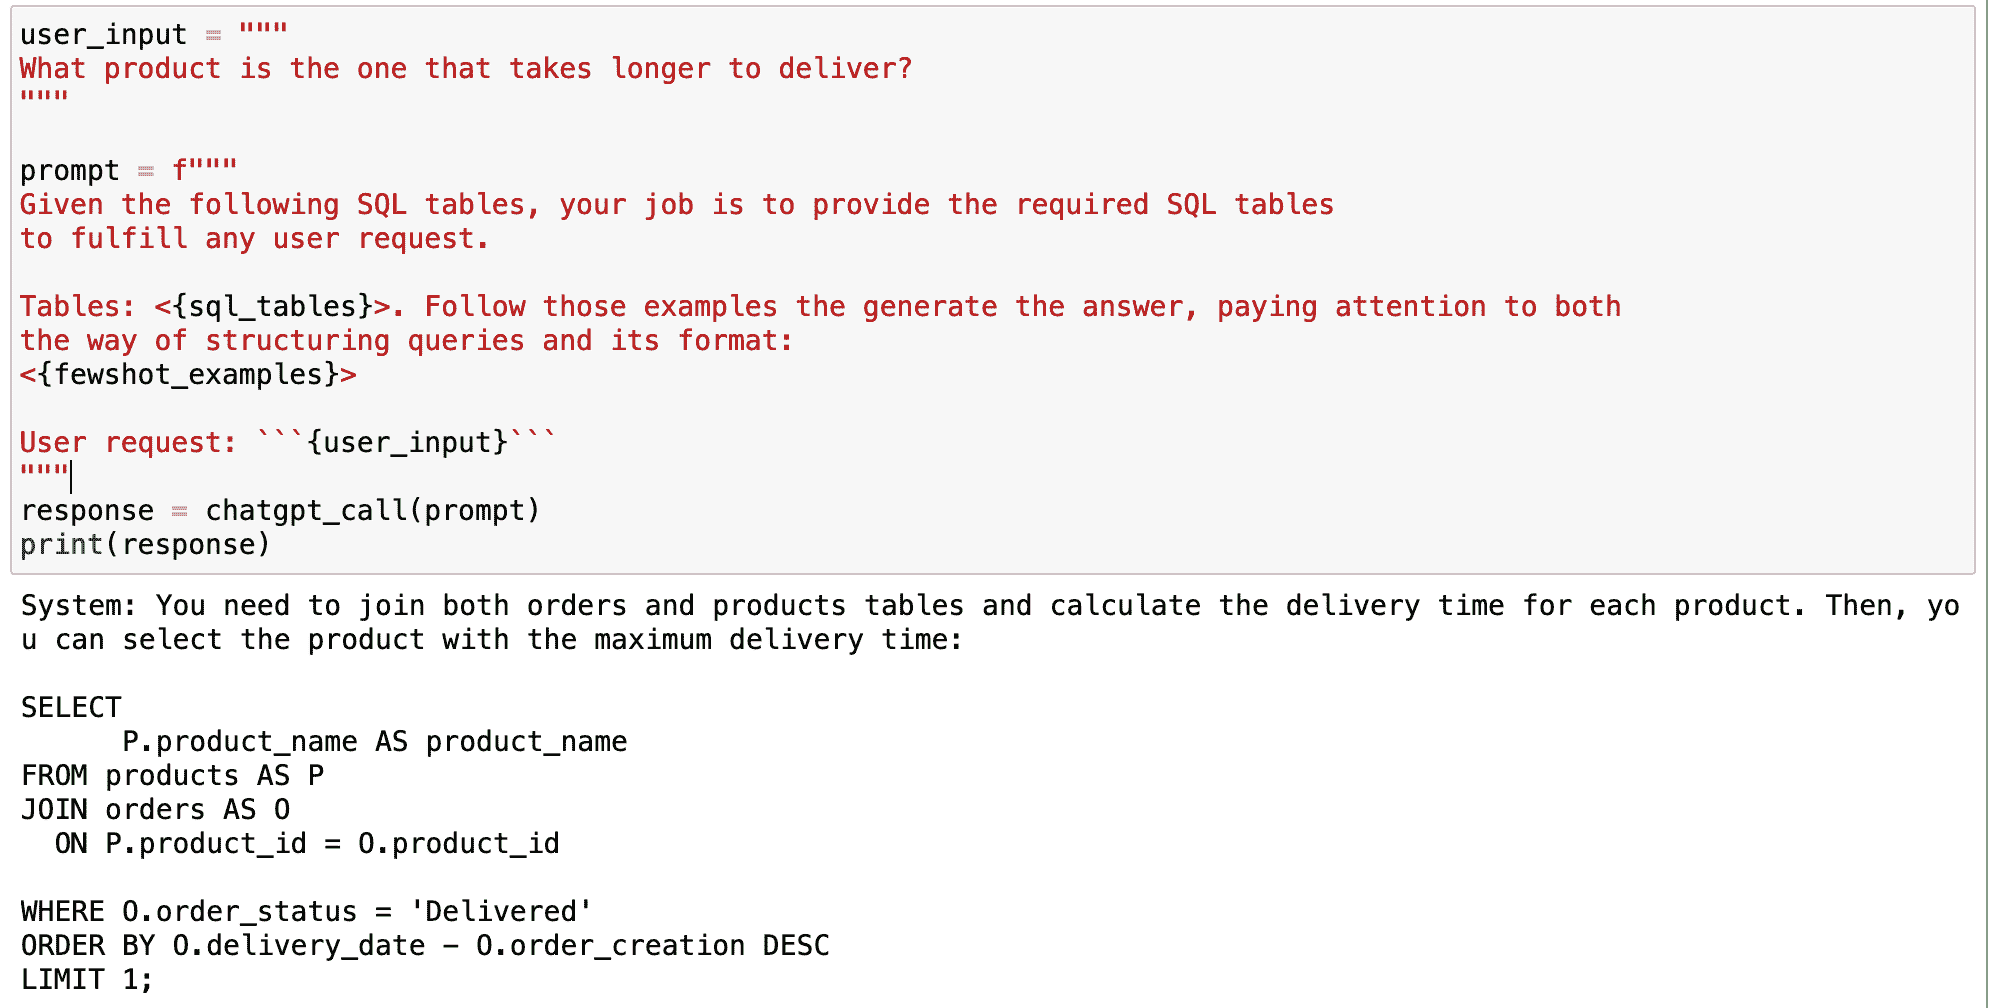 user_input = """
What product is the one that takes longer to deliver?
"""
prompt = f"""
Given the following SQL tables, your job is to provide the required SQL tables
to fulfill any user request.
Tables: <{sql_tables}>. Follow those examples the generate the answer, paying attention to both
the way of structuring queries and its format:
<{fewshot_examples}>
User request: ```{user_input}```
"""
response = chatgpt_call(prompt)
print(response)
System: You need to join both orders and products tables and calculate the delivery time for each product. Then, yo
u can select the product with the maximum delivery time:
SELECT
P.product_name AS product_name
FROM products AS P
JOIN orders AS O
ON P.product_id = O.product_id
WHERE O.order_status = 'Delivered'
ORDER BY O.delivery_date - O.order_creation DESC
LIMIT 1;